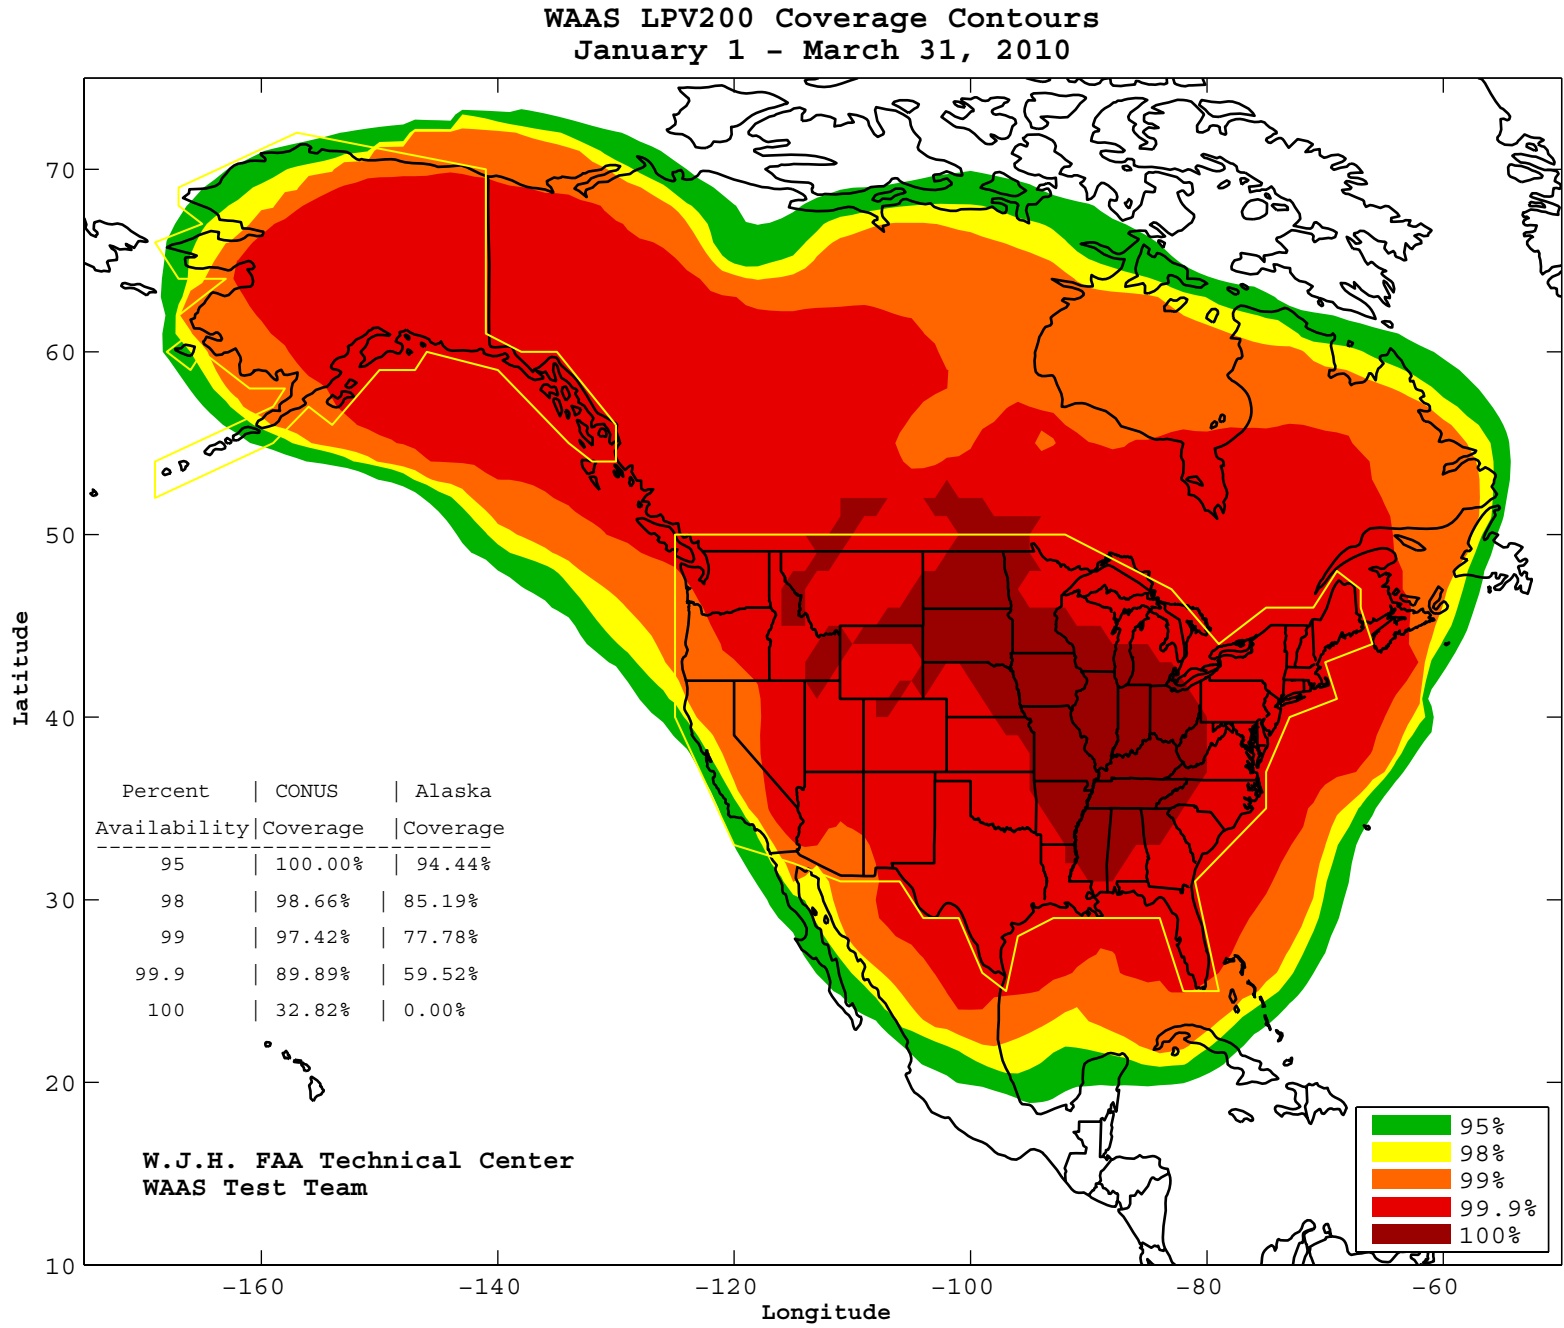 WAAS LPV200 Coverage Contours
January 1 - March 31, 2010
70
60
50
40
30
20
10
Latitude
Percent | CONUS | Alaska
Availability|Coverage |Coverage
--------------------------------
95 | 100.00% | 94.44%
98 | 98.66% | 85.19%
99 | 97.42% | 77.78%
99.9 | 89.89% | 59.52%
100 | 32.82% | 0.00%
W.J.H. FAA Technical Center
WAAS Test Team
95%
98%
99%
99.9%
100%
-160 -140 -120 -100 -80 -60
Longitude